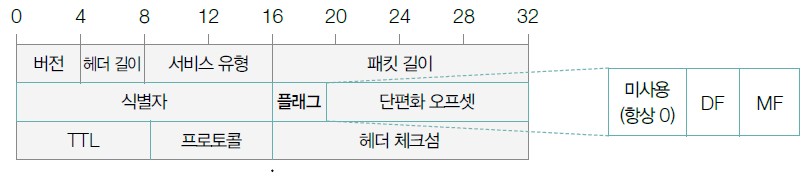 0 4 8 12 16 20 24 28 32
버전 헤더 길이 서비스 유형 패킷 길이
식별자 플래그 단편화 오프셋
미사용
(항상 0) DF MF
TTL 프로토콜 헤더 체크섬